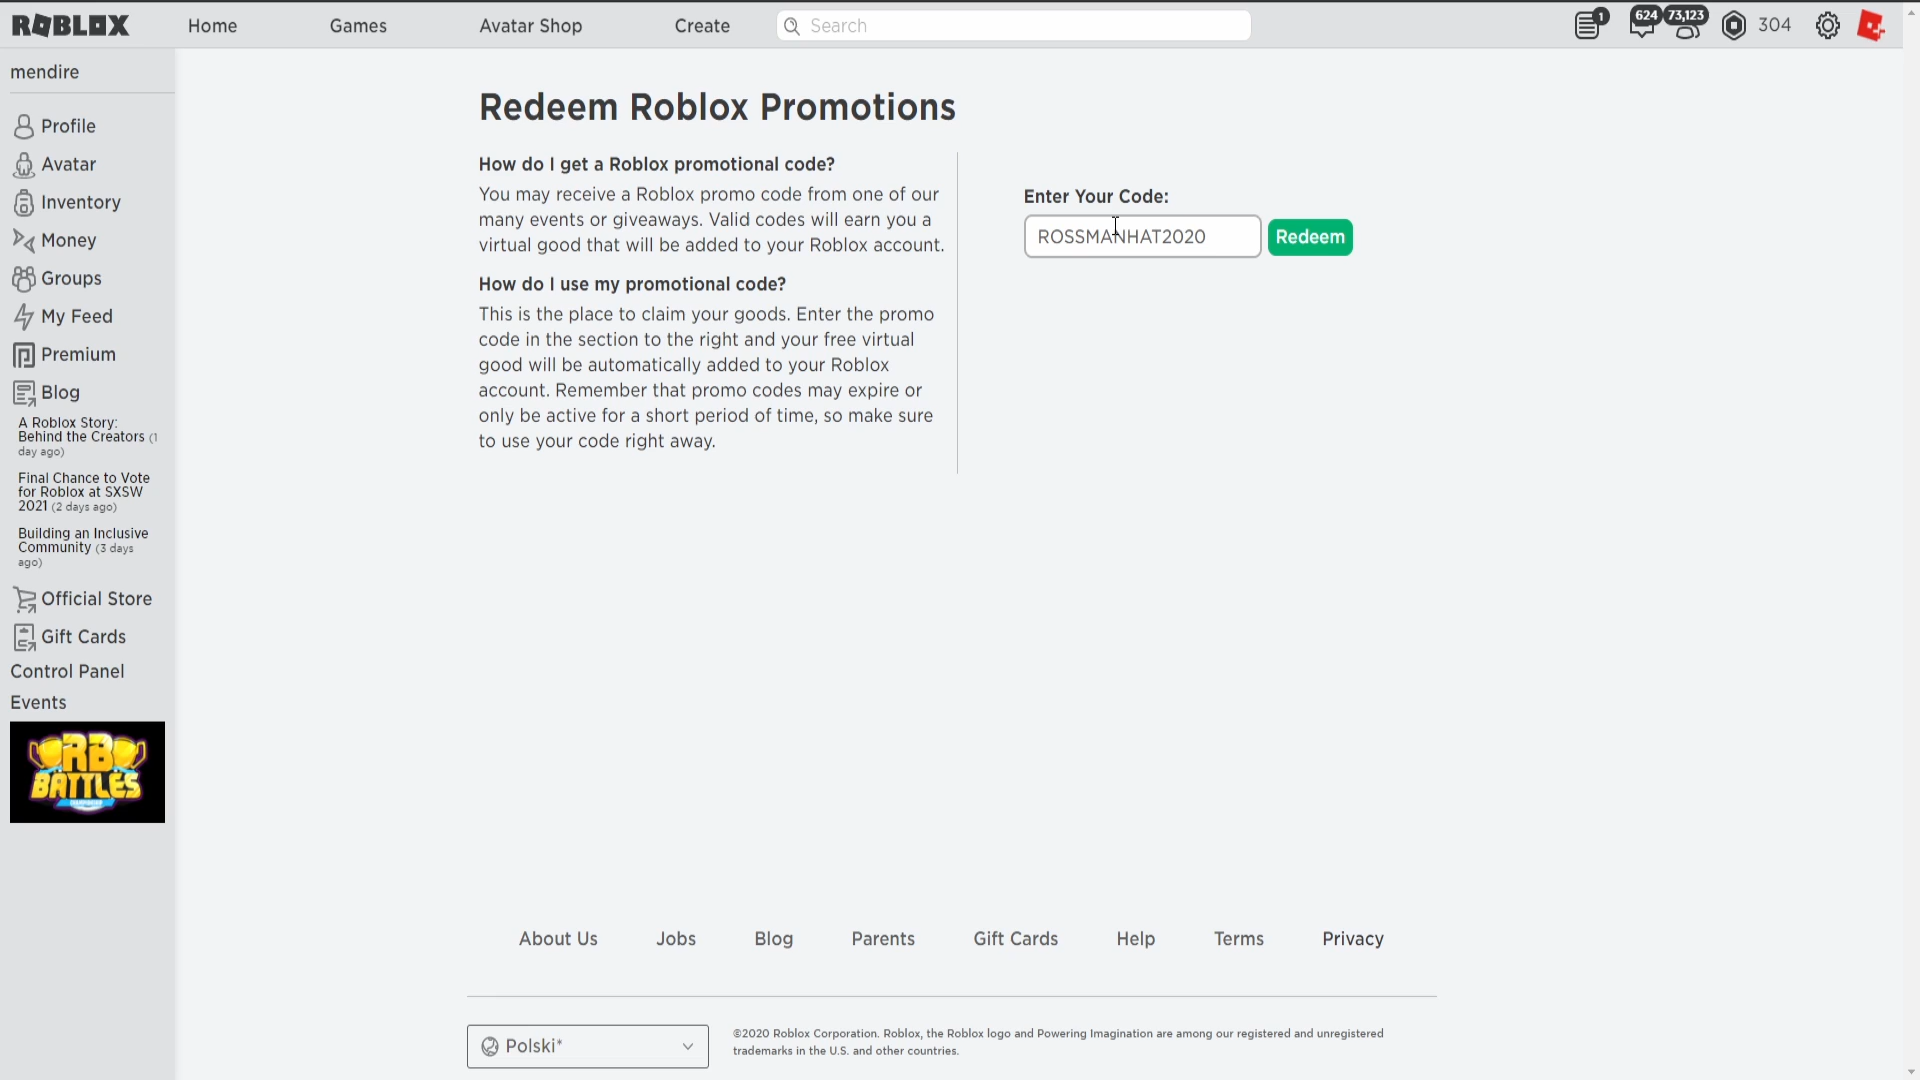 ROBLOX
Home
Games
Avatar Shop
Create
Search
1
624
73,123
304
mendire
Profile
Avatar
Inventory
Money
Groups
My Feed
Premium
Blog
A Roblox Story:
Behind the Creators (1
day ago)
Final Chance to Vote
for Roblox at SXSW
2021 (2 days ago)
Building an Inclusive
Community (3 days
ago)
Official Store
Gift Cards
Control Panel
Events
RB
BATTLES
CHAMPIONSHIP
Redeem Roblox Promotions
How do I get a Roblox promotional code?
You may receive a Roblox promo code from one of our
many events or giveaways. Valid codes will earn you a
virtual good that will be added to your Roblox account.
How do I use my promotional code?
This is the place to claim your goods. Enter the promo
code in the section to the right and your free virtual
good will be automatically added to your Roblox
account. Remember that promo codes may expire or
only be active for a short period of time, so make sure
to use your code right away.
Enter Your Code:
ROSSMANHAT2020
Redeem
About Us
Jobs
Blog
Parents
Gift Cards
Help
Terms
Privacy
Polski*
©2020 Roblox Corporation. Roblox, the Roblox logo and Powering Imagination are among our registered and unregistered
trademarks in the U.S. and other countries.